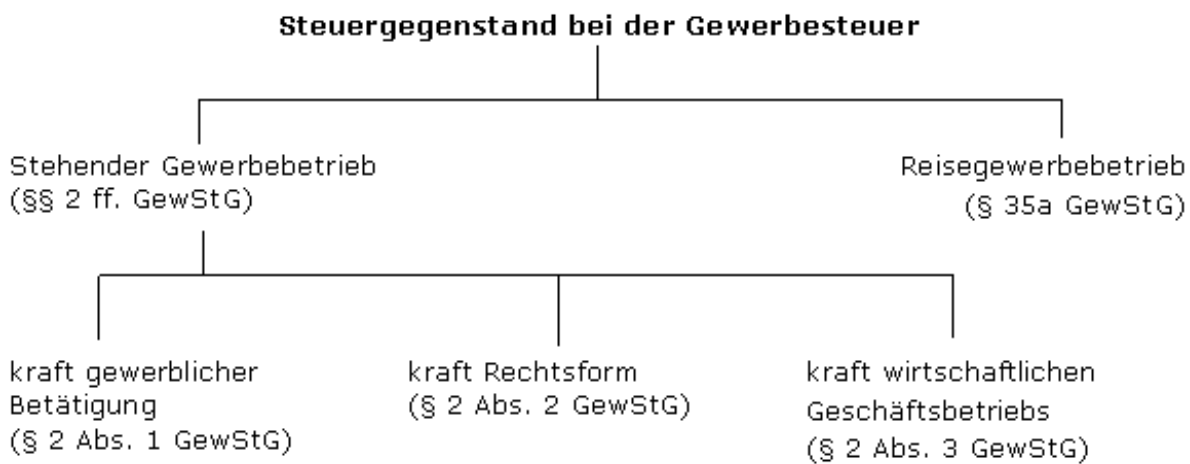 Steuergegenstand bei der Gewerbesteuer
Stehender Gewerbebetrieb
(§§ 2 ff. GewStG)
Reisegewerbebetrieb
(§ 35a GewStG)
kraft gewerblicher
Betätigung
(§ 2 Abs. 1 GewStG)
kraft Rechtsform
(§ 2 Abs. 2 GewStG)
kraft wirtschaftlichen
Geschäftsbetriebs
(§ 2 Abs. 3 GewStG)